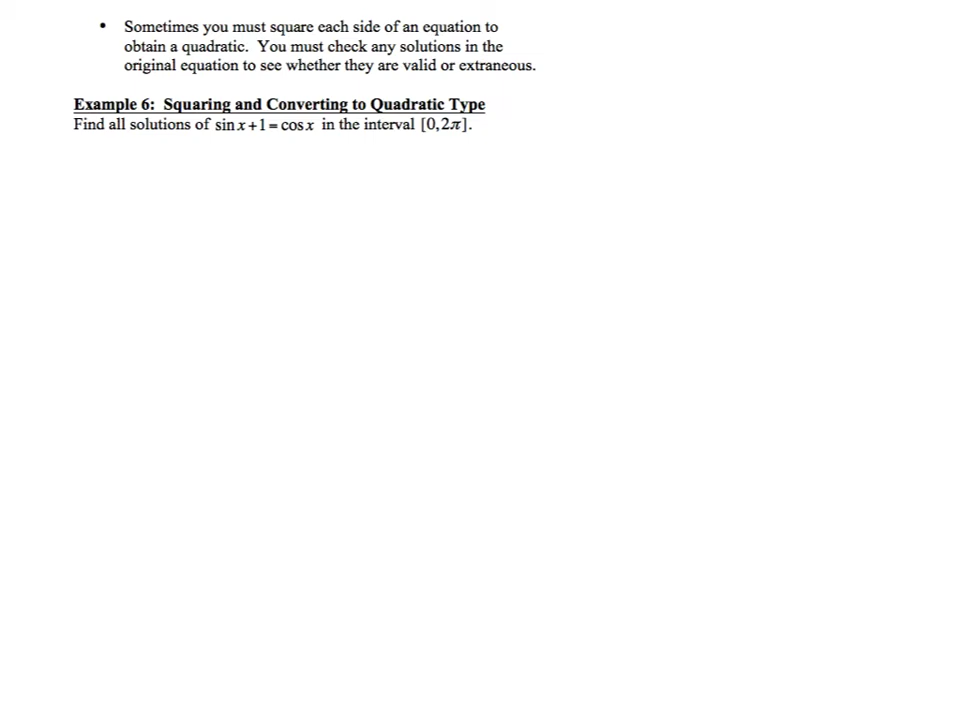 • Sometimes you must square each side of an equation to
obtain a quadratic. You must check any solutions in the
original equation to see whether they are valid or extraneous.
Example 6: Squaring and Converting to Quadratic Type
Find all solutions of sin x + 1 = cos x in the interval [0, 2π].